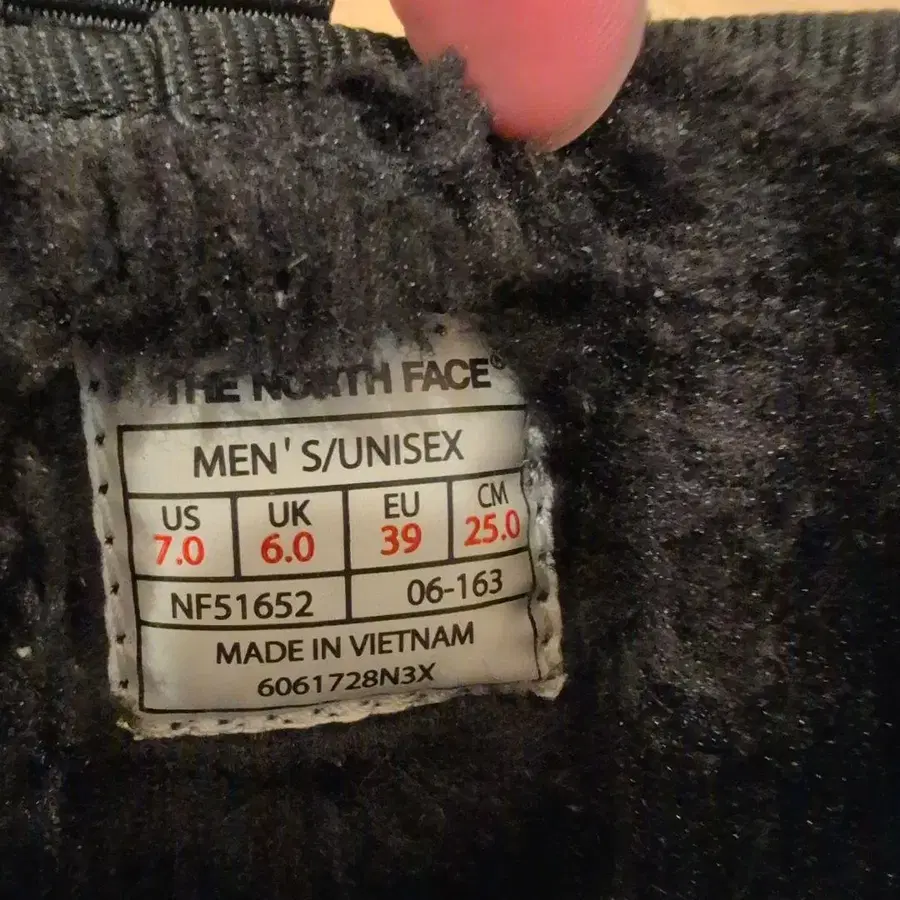 THE NORTH FACE®
MEN'S/UNISEX
US UK EU CM
7.0 6.0 39 25.0
NF51652 06-163
MADE IN VIETNAM
6061728N3X